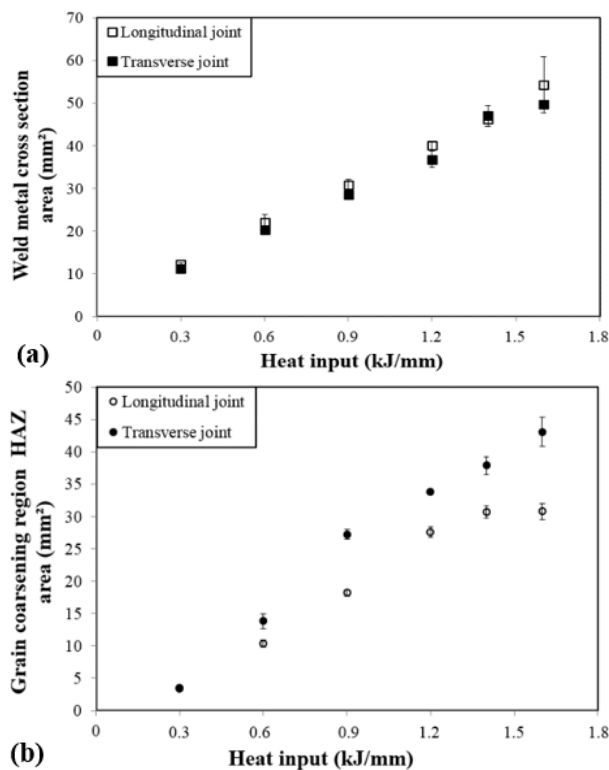 70
60
50
40
30
20
10
0
Weld metal cross section
area (mm²)
Longitudinal joint
Transverse joint
0 0.3 0.6 0.9 1.2 1.5 1.8
(a) Heat input (kJ/mm)
50
45
40
35
30
25
20
15
10
5
0
Grain coarsening region HAZ
area (mm²)
Longitudinal joint
Transverse joint
0 0.3 0.6 0.9 1.2 1.5 1.8
(b) Heat input (kJ/mm)